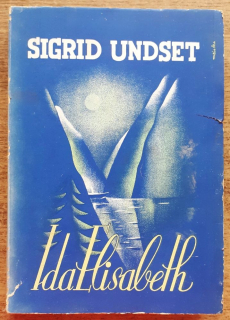 SIGRID UNDSET
Ida Elisabeth